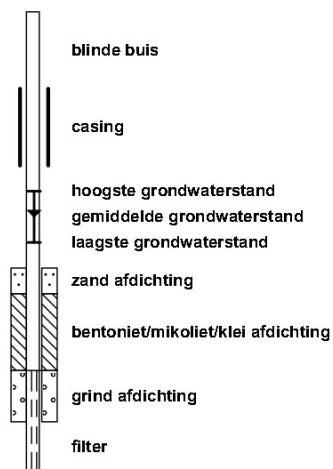 blinde buis
casing
hoogste grondwaterstand
gemiddelde grondwaterstand
laagste grondwaterstand
zand afdichting
bentoniet/mikoliet/klei afdichting
grind afdichting
filter